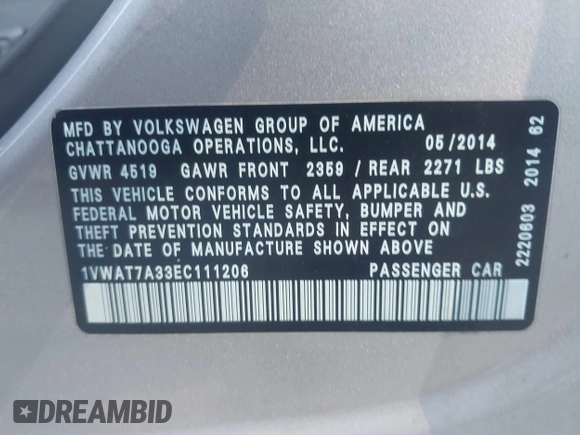 MFD BY VOLKSWAGEN GROUP OF AMERICA
CHATTANOOGA OPERATIONS, LLC. 05/2014
GVWR 4519 GAWR FRONT 2359 / REAR 2271 LBS
THIS VEHICLE CONFORMS TO ALL APPLICABLE U.S.
FEDERAL MOTOR VEHICLE SAFETY, BUMPER AND
THEFT PREVENTION STANDARDS IN EFFECT ON
THE DATE OF MANUFACTURE SHOWN ABOVE
1VWAT7A33EC111206 PASSENGER CAR
2220603 2014 62
DREAMBID